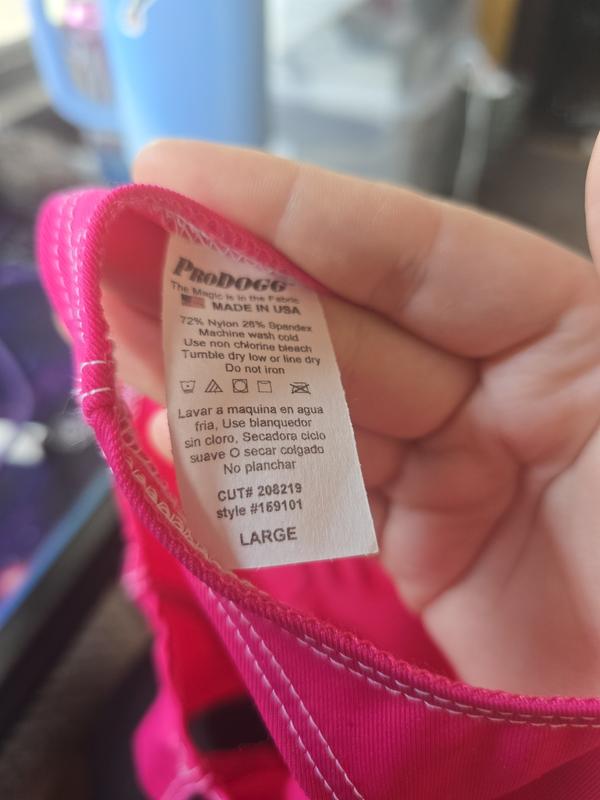 PRODOGG™
The Magic is in the Fabric
MADE IN USA
72% Nylon 28% Spandex
Machine wash cold
Use non chlorine bleach
Tumble dry low or line dry
Do not iron
Lavar a maquina en agua
fria, Use blanquedor
sin cloro, Secadora ciclo
suave O secar colgado
No planchar
CUT# 208219
style #169101
LARGE